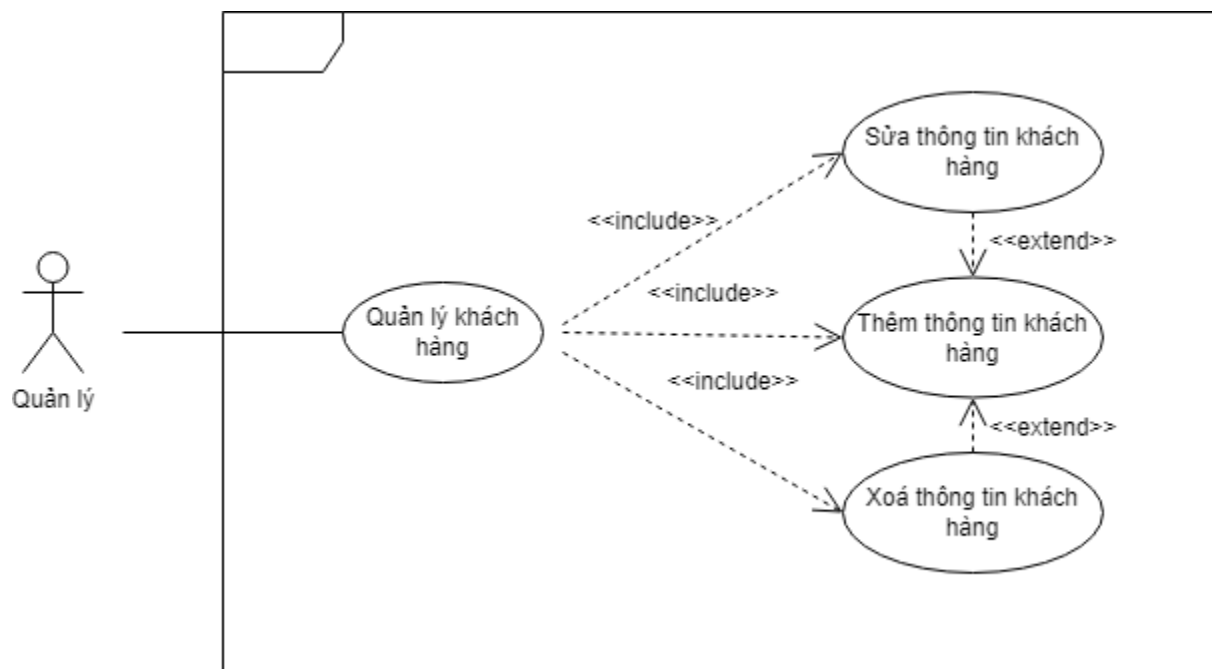 Sửa thông tin khách
hàng
<<include>>
<<extend>>
<<include>>
Quản lý khách
hàng
Thêm thông tin khách
hàng
<<include>>
Quản lý
<<extend>>
Xoá thông tin khách
hàng